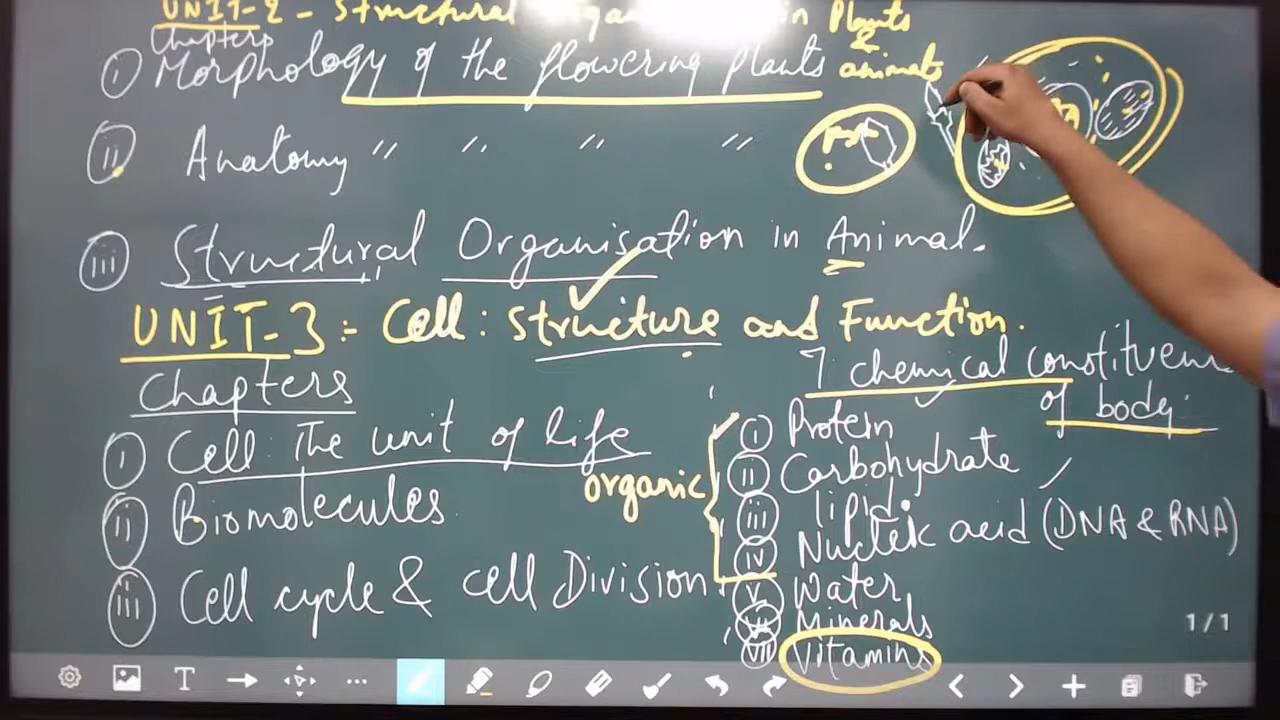 UNIT-2 - Structural in Plants & animals
Chapters
i Morphology of the flowering plants
ii Anatomy " " " "
iii Structural Organisation in Animal.
UNIT-3 :- Cell: Structure and Function.
Chapters
i Cell: The unit of life
ii Biomolecules
iii Cell cycle & cell Division
7 chemical
of body.
organic
i Protein
ii Carbohydrate
iii lipid
iv Nucleic acid (DNA & RNA)
v Water
vi Minerals
vii Vitamins
1/1
T